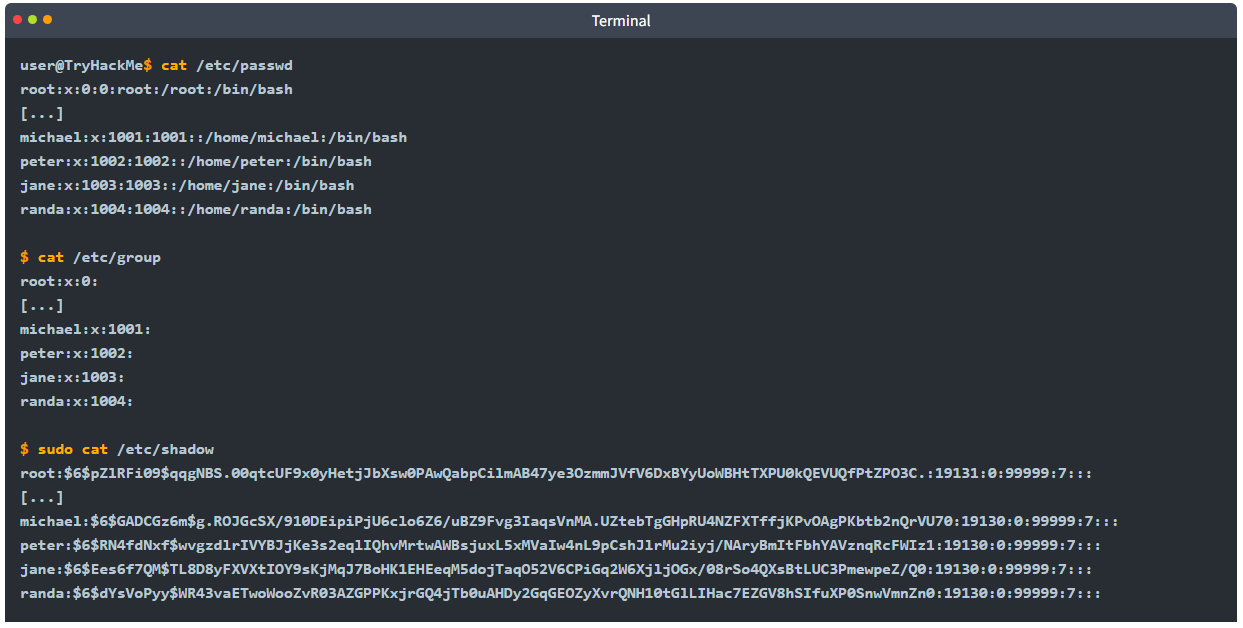 Terminal
user@TryHackMe$ cat /etc/passwd
root:x:0:0:root:/root:/bin/bash
[...]
michael:x:1001:1001::/home/michael:/bin/bash
peter:x:1002:1002::/home/peter:/bin/bash
jane:x:1003:1003::/home/jane:/bin/bash
randa:x:1004:1004::/home/randa:/bin/bash
$ cat /etc/group
root:x:0:
[...]
michael:x:1001:
peter:x:1002:
jane:x:1003:
randa:x:1004:
$ sudo cat /etc/shadow
root:$6$pZlRFi09$qqgNBS.00qtcUF9x0yHetjJbXsw0PAwQabpCilmAB47ye3OzmmJVfV6DxBYyUoWBHtTXPU0kQEVUQfPtZPO3C.:19131:0:99999:7:::
[...]
michael:$6$GADCGz6m$g.ROJGcSX/910DEipiPjU6clo6Z6/uBZ9Fvg3IaqsVnMA.UZtebTgGHpRU4NZFXTffjKPvOAgPKbtb2nQrVU70:19130:0:99999:7:::
peter:$6$RN4fdNxf$wvgzdlrIVYBJjKe3s2eqlIQhvMrtwAWBsjuxL5xMVaIw4nL9pCshJlrMu2iyj/NAryBmItFbhYAVznqRcFWIz1:19130:0:99999:7:::
jane:$6$Ees6f7QM$TL8D8yFXVXtIOY9sKjMqJ7BoHK1EHEeqM5dojTaqO52V6CPiGq2W6XjljOGx/08rSo4QXsBtLUC3PmewpeZ/Q0:19130:0:99999:7:::
randa:$6$dYsVoPyy$WR43vaETwoWooZvR03AZGPPKxjrGQ4jTb0uAHDy2GqGEOZyXvrQNH10tGlLIHac7EZGV8hSIfuXP0SnwVmnZn0:19130:0:99999:7:::